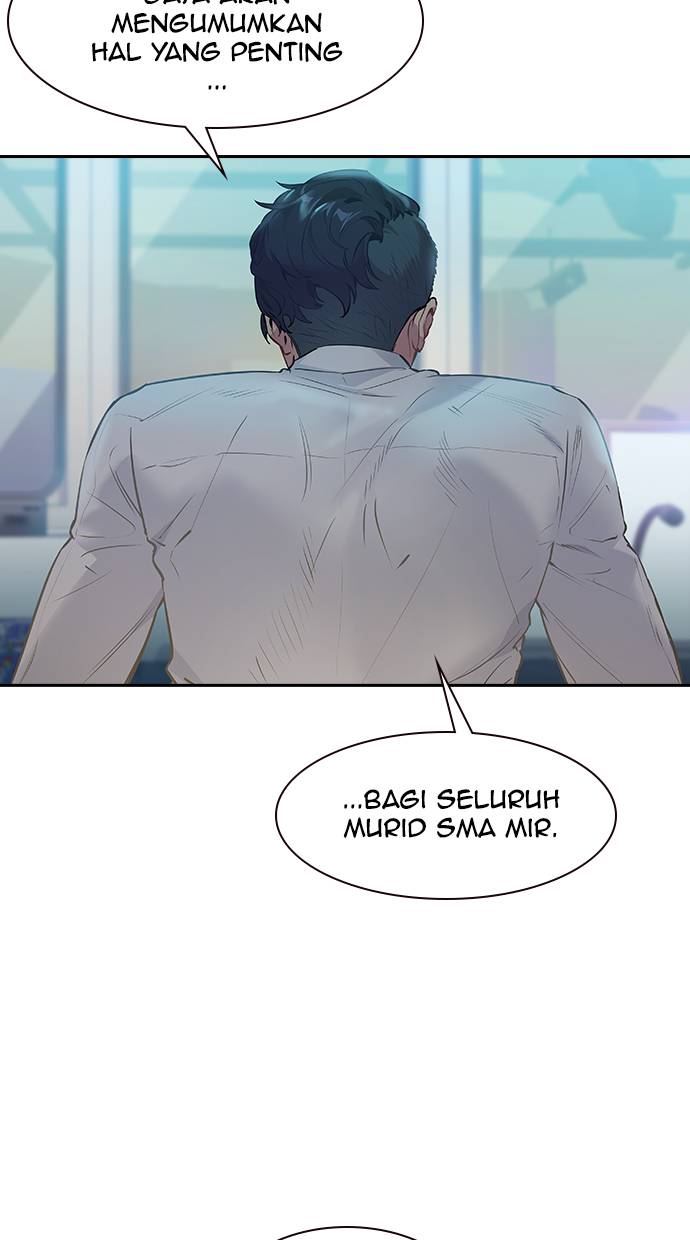 MENGUMUMKAN
HAL YANG PENTING
...
...BAGI SELURUH
MURID SMA MIR.